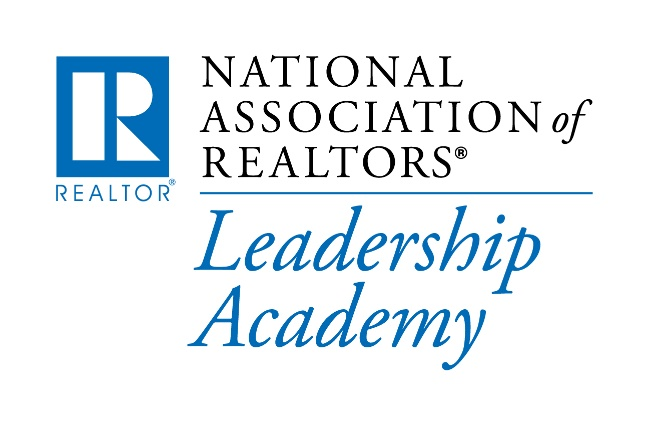 R
REALTOR®
NATIONAL
ASSOCIATION of
REALTORS®
Leadership
Academy